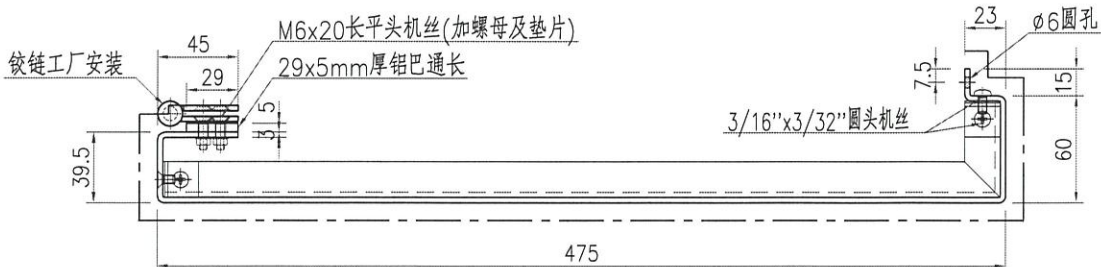 M6x20长平头机丝(加螺母及垫片)
23
ø6圆孔
45
铰链工厂安装
29x5mm厚铝巴通长
29
7.5
15
5
3
3/16''x3/32''圆头机丝
39.5
60
475